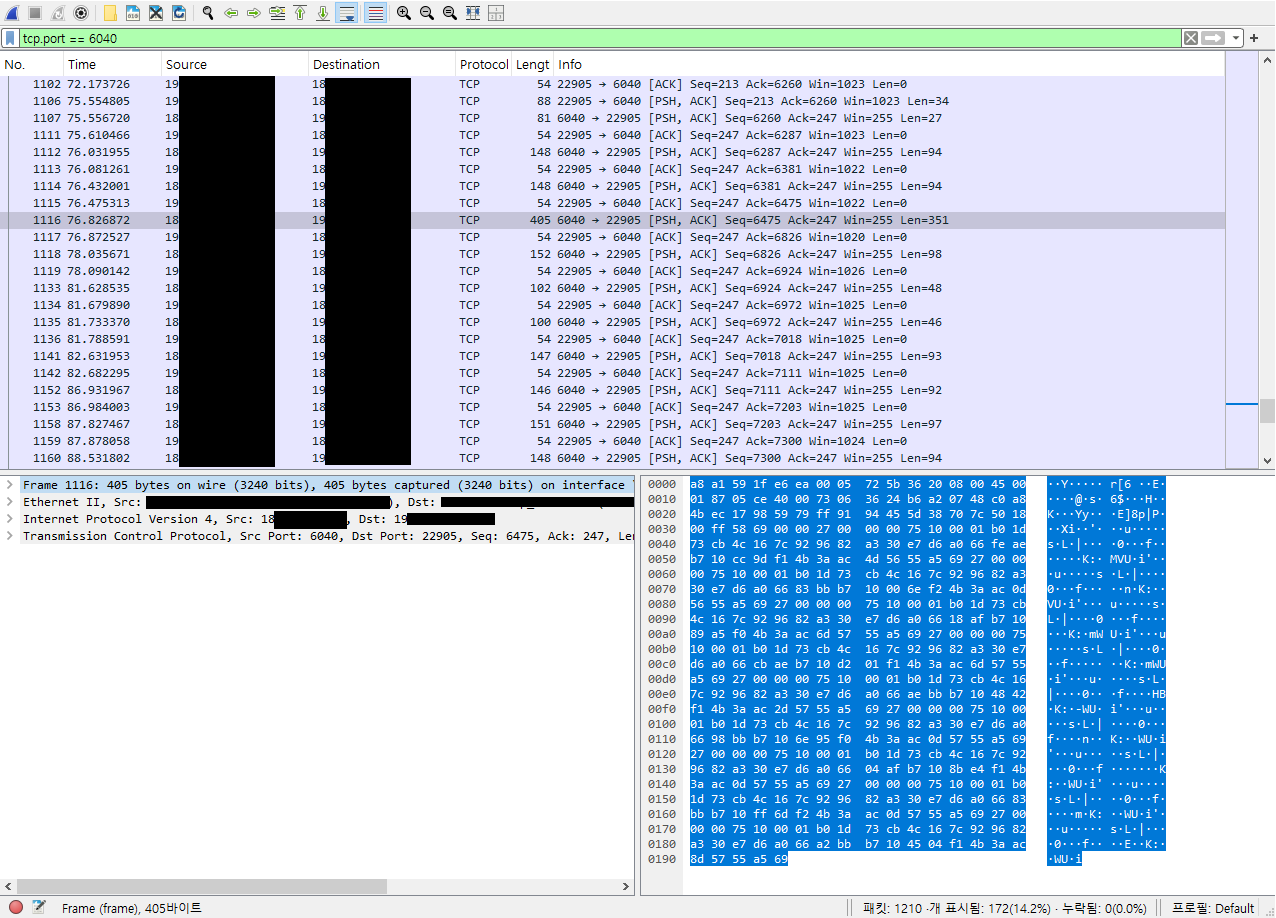 tcp.port == 6040
No. Time Source Destination Protocol Lengt Info
1102 72.173726 19 18 TCP 54 22905 → 6040 [ACK] Seq=213 Ack=6260 Win=1023 Len=0
1106 75.554805 19 18 TCP 88 22905 → 6040 [PSH, ACK] Seq=213 Ack=6260 Win=1023 Len=34
1107 75.556720 18 19 TCP 81 6040 → 22905 [PSH, ACK] Seq=6260 Ack=247 Win=255 Len=27
1111 75.610466 19 18 TCP 54 22905 → 6040 [ACK] Seq=247 Ack=6287 Win=1023 Len=0
1112 76.031955 18 19 TCP 148 6040 → 22905 [PSH, ACK] Seq=6287 Ack=247 Win=255 Len=94
1113 76.081261 19 18 TCP 54 22905 → 6040 [ACK] Seq=247 Ack=6381 Win=1022 Len=0
1114 76.432001 18 19 TCP 148 6040 → 22905 [PSH, ACK] Seq=6381 Ack=247 Win=255 Len=94
1115 76.475313 19 18 TCP 54 22905 → 6040 [ACK] Seq=247 Ack=6475 Win=1022 Len=0
1116 76.826872 18 19 TCP 405 6040 → 22905 [PSH, ACK] Seq=6475 Ack=247 Win=255 Len=351
1117 76.872527 19 18 TCP 54 22905 → 6040 [ACK] Seq=247 Ack=6826 Win=1020 Len=0
1118 78.035671 18 19 TCP 152 6040 → 22905 [PSH, ACK] Seq=6826 Ack=247 Win=255 Len=98
1119 78.090142 19 18 TCP 54 22905 → 6040 [ACK] Seq=247 Ack=6924 Win=1026 Len=0
1133 81.628535 18 19 TCP 102 6040 → 22905 [PSH, ACK] Seq=6924 Ack=247 Win=255 Len=48
1134 81.679890 19 18 TCP 54 22905 → 6040 [ACK] Seq=247 Ack=6972 Win=1025 Len=0
1135 81.733370 18 19 TCP 100 6040 → 22905 [PSH, ACK] Seq=6972 Ack=247 Win=255 Len=46
1136 81.788591 19 18 TCP 54 22905 → 6040 [ACK] Seq=247 Ack=7018 Win=1025 Len=0
1141 82.631953 18 19 TCP 147 6040 → 22905 [PSH, ACK] Seq=7018 Ack=247 Win=255 Len=93
1142 82.682295 19 18 TCP 54 22905 → 6040 [ACK] Seq=247 Ack=7111 Win=1025 Len=0
1152 86.931967 18 19 TCP 146 6040 → 22905 [PSH, ACK] Seq=7111 Ack=247 Win=255 Len=92
1153 86.984003 19 18 TCP 54 22905 → 6040 [ACK] Seq=247 Ack=7203 Win=1025 Len=0
1158 87.827467 18 19 TCP 151 6040 → 22905 [PSH, ACK] Seq=7203 Ack=247 Win=255 Len=97
1159 87.878058 19 18 TCP 54 22905 → 6040 [ACK] Seq=247 Ack=7300 Win=1024 Len=0
1160 88.531802 18 19 TCP 148 6040 → 22905 [PSH, ACK] Seq=7300 Ack=247 Win=255 Len=94
Frame 1116: 405 bytes on wire (3240 bits), 405 bytes captured (3240 bits) on interface
Ethernet II, Src: ), Dst:
Internet Protocol Version 4, Src: 18 , Dst: 19
Transmission Control Protocol, Src Port: 6040, Dst Port: 22905, Seq: 6475, Ack: 247, Ler
0000 a8 a1 59 1f e6 ea 00 05 72 5b 36 20 08 00 45 00 ··Y····· r[6 ··E·
0010 01 87 05 ce 40 00 73 06 36 24 b6 a2 07 48 c0 a8 ····@·s· 6$···H··
0020 4b ec 17 98 59 79 ff 91 94 45 5d 38 70 7c 50 18 K···Yy·· ·E]8p|P·
0030 00 ff 58 69 00 00 27 00 00 00 75 10 00 01 b0 1d ··Xi··'· ··u·····
0040 73 cb 4c 16 7c 92 96 82 a3 30 e7 d6 a0 66 fe ae s·L·|··· ·0···f··
0050 b7 10 cc 9d f1 4b 3a ac 4d 56 55 a5 69 27 00 00 ·····K:· MVU·i'··
0060 00 75 10 00 01 b0 1d 73 cb 4c 16 7c 92 96 82 a3 ·u·····s ·L·|····
0070 30 e7 d6 a0 66 83 bb b7 10 00 6e f2 4b 3a ac 0d 0···f··· ··n·K:··
0080 56 55 a5 69 27 00 00 00 75 10 00 01 b0 1d 73 cb VU·i'··· u·····s·
0090 4c 16 7c 92 96 82 a3 30 e7 d6 a0 66 18 af b7 10 L·|····0 ···f····
00a0 89 a5 f0 4b 3a ac 6d 57 55 a5 69 27 00 00 00 75 ···K:·mW U·i'···u
00b0 10 00 01 b0 1d 73 cb 4c 16 7c 92 96 82 a3 30 e7 ·····s·L ·|····0·
00c0 d6 a0 66 cb ae b7 10 d2 01 f1 4b 3a ac 6d 57 55 ··f····· ··K:·mWU
00d0 a5 69 27 00 00 00 75 10 00 01 b0 1d 73 cb 4c 16 ·i'···u· ····s·L·
00e0 7c 92 96 82 a3 30 e7 d6 a0 66 ae bb b7 10 48 42 |····0·· ·f····HB
00f0 f1 4b 3a ac 2d 57 55 a5 69 27 00 00 00 75 10 00 ·K:·-WU· i'···u··
0100 01 b0 1d 73 cb 4c 16 7c 92 96 82 a3 30 e7 d6 a0 ···s·L·| ····0···
0110 66 98 bb b7 10 6e 95 f0 4b 3a ac 0d 57 55 a5 69 f····n·· K:··WU·i
0120 27 00 00 00 75 10 00 01 b0 1d 73 cb 4c 16 7c 92 '···u··· ··s·L·|·
0130 96 82 a3 30 e7 d6 a0 66 04 af b7 10 8b e4 f1 4b ···0···f ·······K
0140 3a ac 0d 57 55 a5 69 27 00 00 00 75 10 00 01 b0 :··WU·i' ···u····
0150 1d 73 cb 4c 16 7c 92 96 82 a3 30 e7 d6 a0 66 83 ·s·L·|·· ··0···f·
0160 bb b7 10 ff 6d f2 4b 3a ac 0d 57 55 a5 69 27 00 ····m·K: ··WU·i'·
0170 00 00 75 10 00 01 b0 1d 73 cb 4c 16 7c 92 96 82 ··u····· s·L·|···
0180 a3 30 e7 d6 a0 66 a2 bb b7 10 45 04 f1 4b 3a ac ·0···f·· ··E··K:·
0190 8d 57 55 a5 69 ·WU·i
Frame (frame), 405바이트 패킷: 1210 ·개 표시됨: 172(14.2%) · 누락됨: 0(0.0%) 프로필: Default